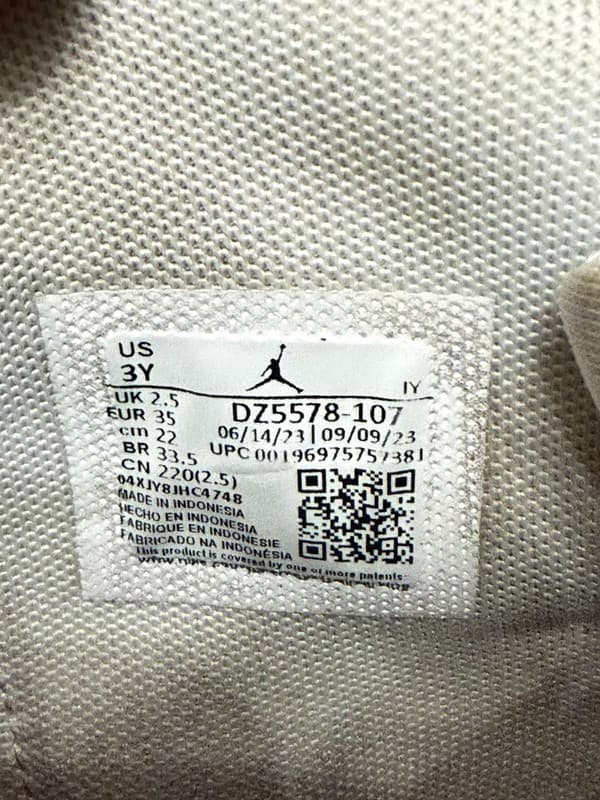 US
3Y
IY
UK 2.5
EUR 35
cm 22
BR 33.5
CN 220(2.5)
DZ5578-107
06/14/23 | 09/09/23
UPC 00196975757381
04XJY8JHC4748
MADE IN INDONESIA
HECHO EN INDONESIA
FABRIQUE EN INDONESIE
FABRICADO NA INDONÉSIA
This product is covered by one or more patents: